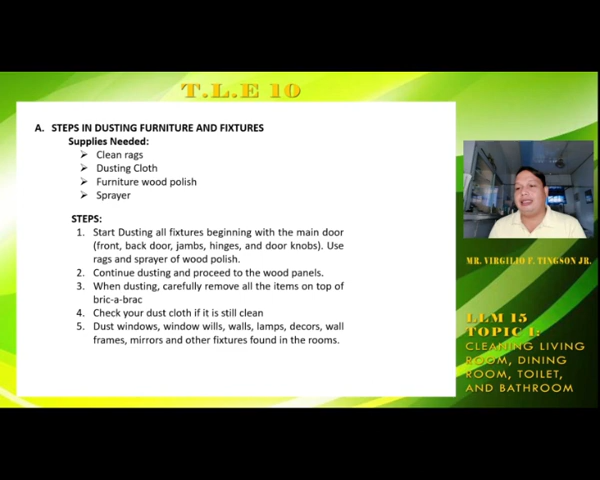 T.L.E 10
A. STEPS IN DUSTING FURNITURE AND FIXTURES
Supplies Needed:
➢ Clean rags
➢ Dusting Cloth
➢ Furniture wood polish
➢ Sprayer
STEPS:
1. Start Dusting all fixtures beginning with the main door
(front, back door, jambs, hinges, and door knobs). Use
rags and sprayer of wood polish.
2. Continue dusting and proceed to the wood panels.
3. When dusting, carefully remove all the items on top of
bric-a-brac
4. Check your dust cloth if it is still clean
5. Dust windows, window wills, walls, lamps, decors, wall
frames, mirrors and other fixtures found in the rooms.
MR. VIRGILIO F. TINGSON JR.
LLM 15
TOPIC 1:
CLEANING LIVING
ROOM, DINING
ROOM, TOILET,
AND BATHROOM